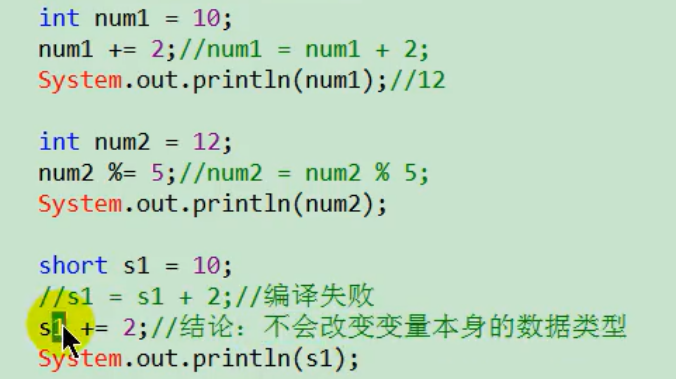 int num1 = 10;
num1 += 2;//num1 = num1 + 2;
System.out.println(num1);//12
int num2 = 12;
num2 %= 5;//num2 = num2 % 5;
System.out.println(num2);
short s1 = 10;
//s1 = s1 + 2;//编译失败
s1 += 2;//结论：不会改变变量本身的数据类型
System.out.println(s1);